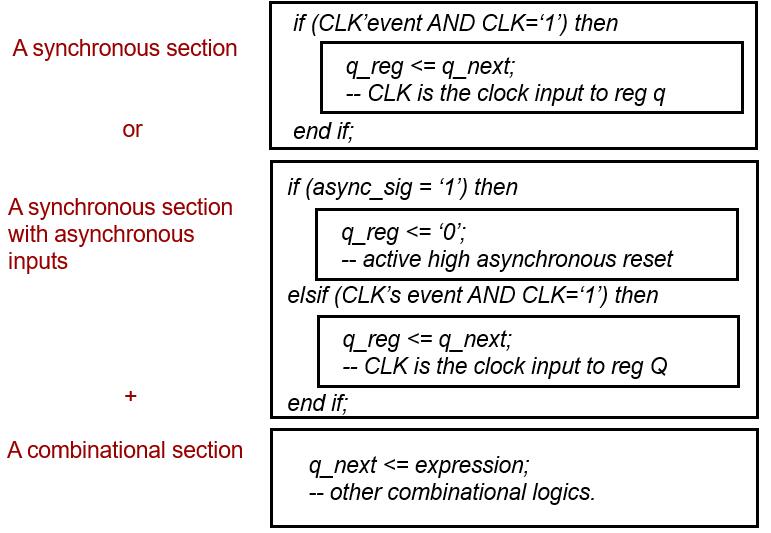 A synchronous section
if (CLK’event AND CLK=‘1’) then
q_reg <= q_next;
-- CLK is the clock input to reg q
end if;
or
A synchronous section
with asynchronous
inputs
if (async_sig = ‘1’) then
q_reg <= ‘0’;
-- active high asynchronous reset
elsif (CLK’s event AND CLK=‘1’) then
q_reg <= q_next;
-- CLK is the clock input to reg Q
end if;
+
A combinational section
q_next <= expression;
-- other combinational logics.